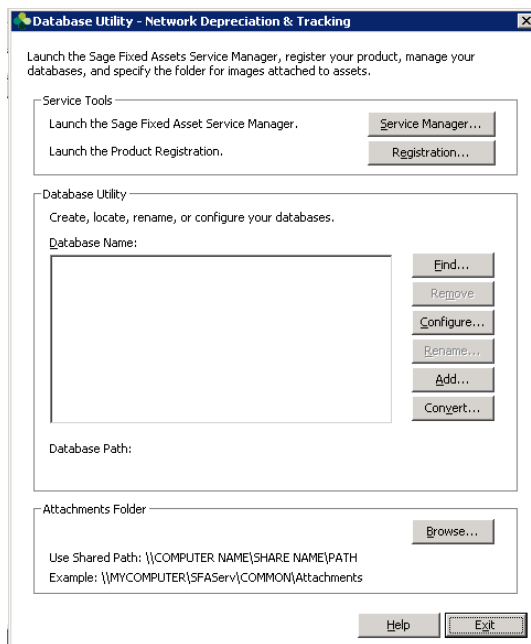 Database Utility - Network Depreciation & Tracking
Launch the Sage Fixed Assets Service Manager, register your product, manage your
databases, and specify the folder for images attached to assets.
Service Tools
Launch the Sage Fixed Asset Service Manager.
Service Manager...
Launch the Product Registration.
Registration...
Database Utility
Create, locate, rename, or configure your databases.
Database Name:
Find...
Remove
Configure...
Rename...
Add...
Convert...
Database Path:
Attachments Folder
Browse...
Use Shared Path: \\COMPUTER NAME\SHARE NAME\PATH
Example: \\MYCOMPUTER\SFAServ\COMMON\Attachments
Help
Exit